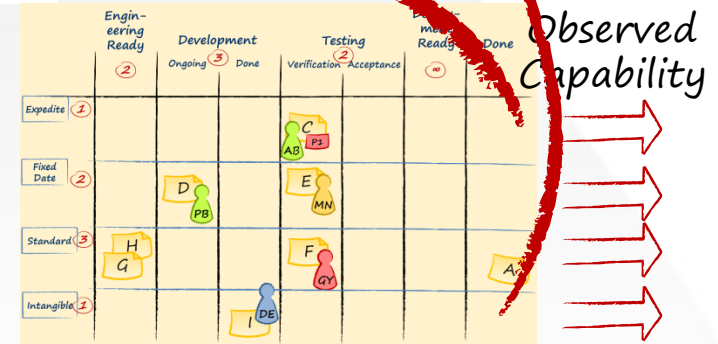 Engin-
eering
Ready
2
Development
3
Ongoing
Done
Testing
2
Verification
Acceptance
Ready
∞
Done
Observed
Capability
Expedite
1
C
P1
AB
Fixed
Date
2
D
PB
E
MN
Standard
3
H
G
F
GY
A
Intangible
1
I
DE